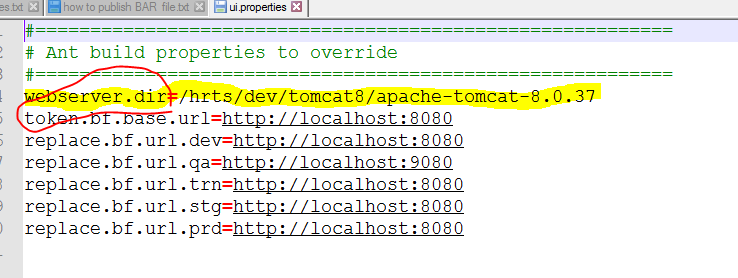 es.txt how to publish BAR file.txt ui.properties
#=========================================================
# Ant build properties to override
#=========================================================
webserver.dir=/hrts/dev/tomcat8/apache-tomcat-8.0.37
token.bf.base.url=http://localhost:8080
replace.bf.url.dev=http://localhost:8080
replace.bf.url.qa=http://localhost:9080
replace.bf.url.trn=http://localhost:8080
replace.bf.url.stg=http://localhost:8080
replace.bf.url.prd=http://localhost:8080